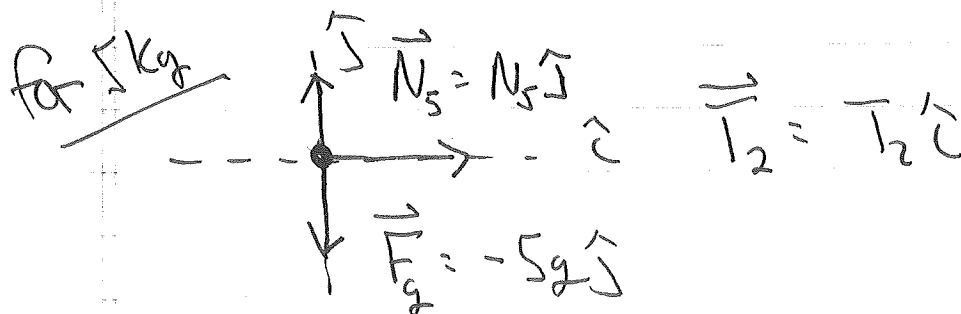 for 5kg
ĵ N⃗₅ = N₅ĵ
î T⃗₂ = T₂î
F⃗g = -5gĵ